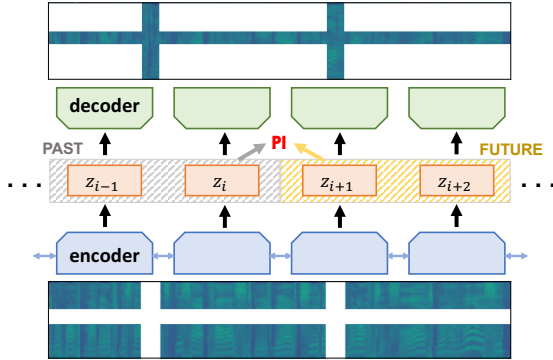 decoder
PI
PAST
FUTURE
. . . z_{i-1} z_i z_{i+1} z_{i+2} . . .
encoder